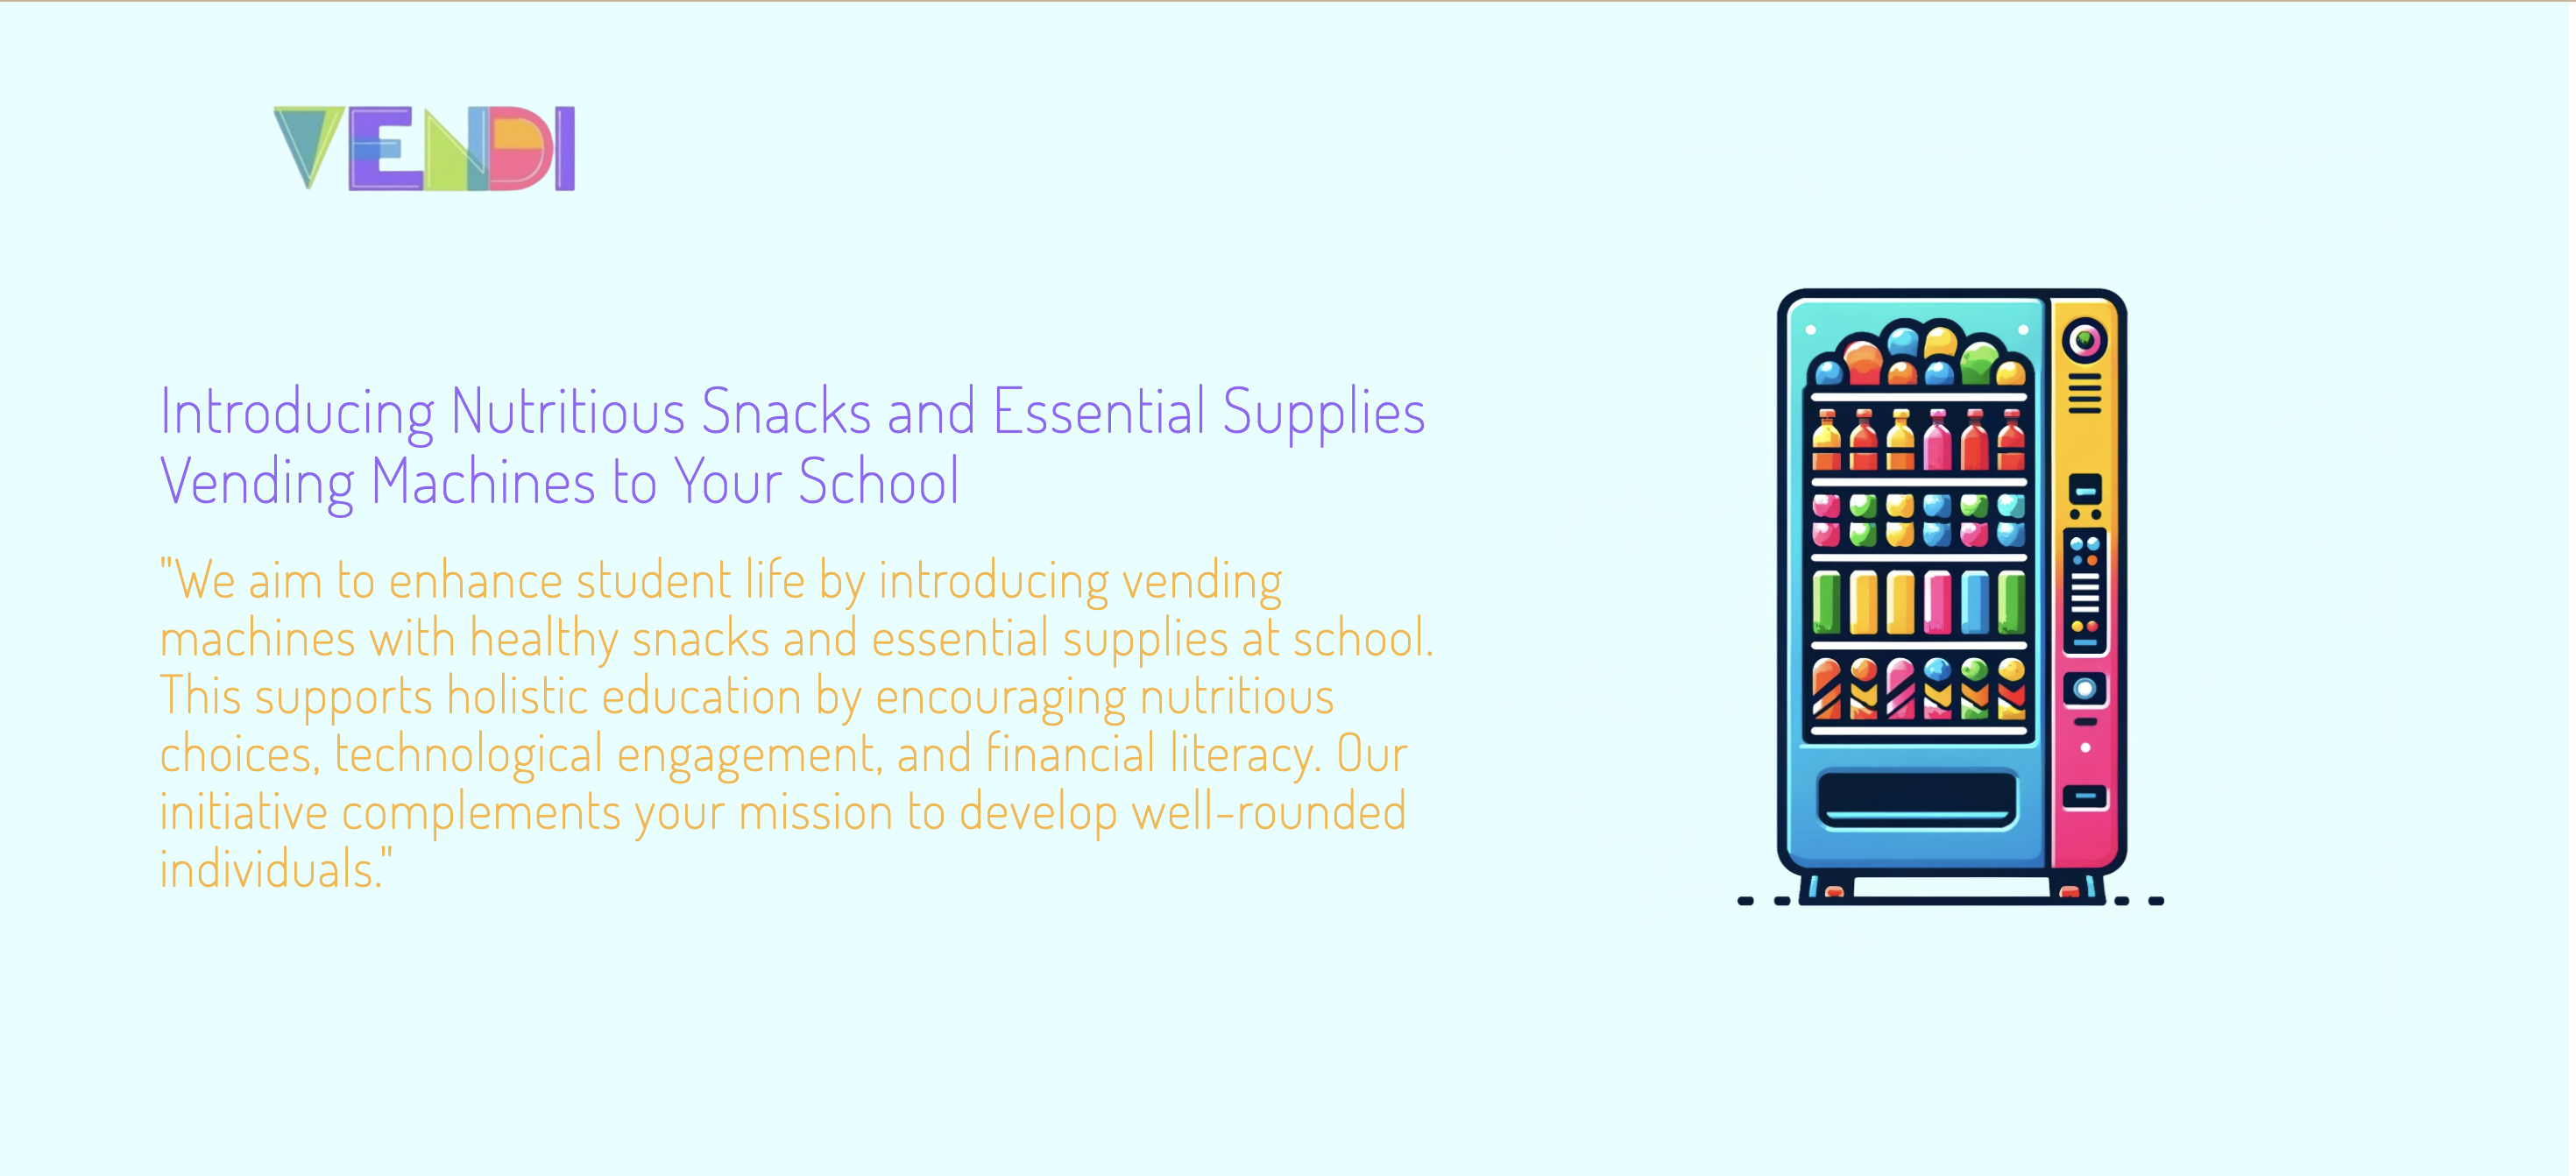 VENDI
Introducing Nutritious Snacks and Essential Supplies
Vending Machines to Your School
"We aim to enhance student life by introducing vending
machines with healthy snacks and essential supplies at school.
This supports holistic education by encouraging nutritious
choices, technological engagement, and financial literacy. Our
initiative complements your mission to develop well-rounded
individuals."